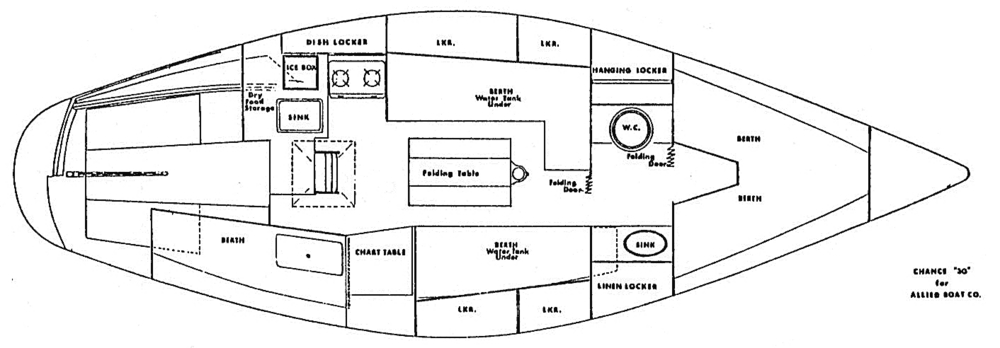 DISH LOCKER
LKR.
LKR.
ICE BOX
HANGING LOCKER
Dry
Food
Storage
BERTH
Water Tank
Under
SINK
W.C.
BERTH
Folding
Door
Folding Table
Folding
Door
BERTH
BERTH
CHART TABLE
BERTH
Water Tank
Under
SINK
LINEN LOCKER
LKR.
LKR.
CHANCE "30"
for
ALLIED BOAT CO.